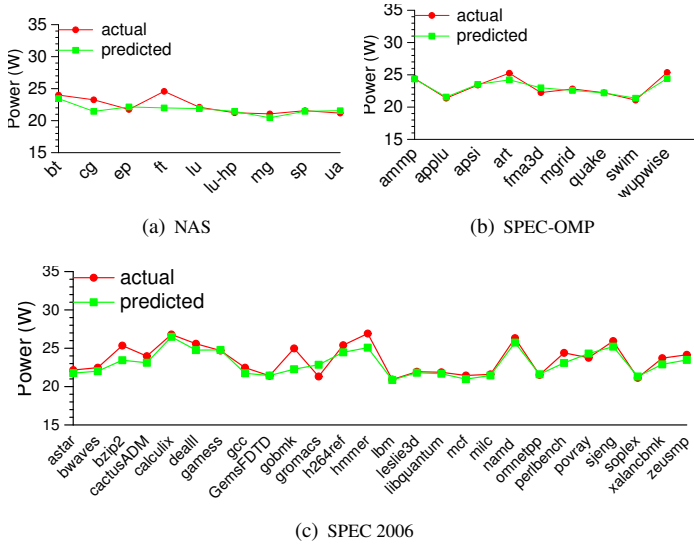 35
30
25
20
15
Power (W)
actual
predicted
bt
cg
ep
ft
lu
lu-hp
mg
sp
ua
(a) NAS
35
30
25
20
15
Power (W)
actual
predicted
ammp
applu
apsi
art
fma3d
mgrid
quake
swim
wupwise
(b) SPEC-OMP
35
30
25
20
15
Power (W)
actual
predicted
astar
bwaves
bzip2
cactusADM
calculix
dealII
gamess
gcc
GemsFDTD
gobmk
gromacs
h264ref
hmmer
lbm
leslie3d
libquantum
mcf
milc
namd
omnetpp
perlbench
povray
sjeng
soplex
xalancbmk
zeusmp
(c) SPEC 2006